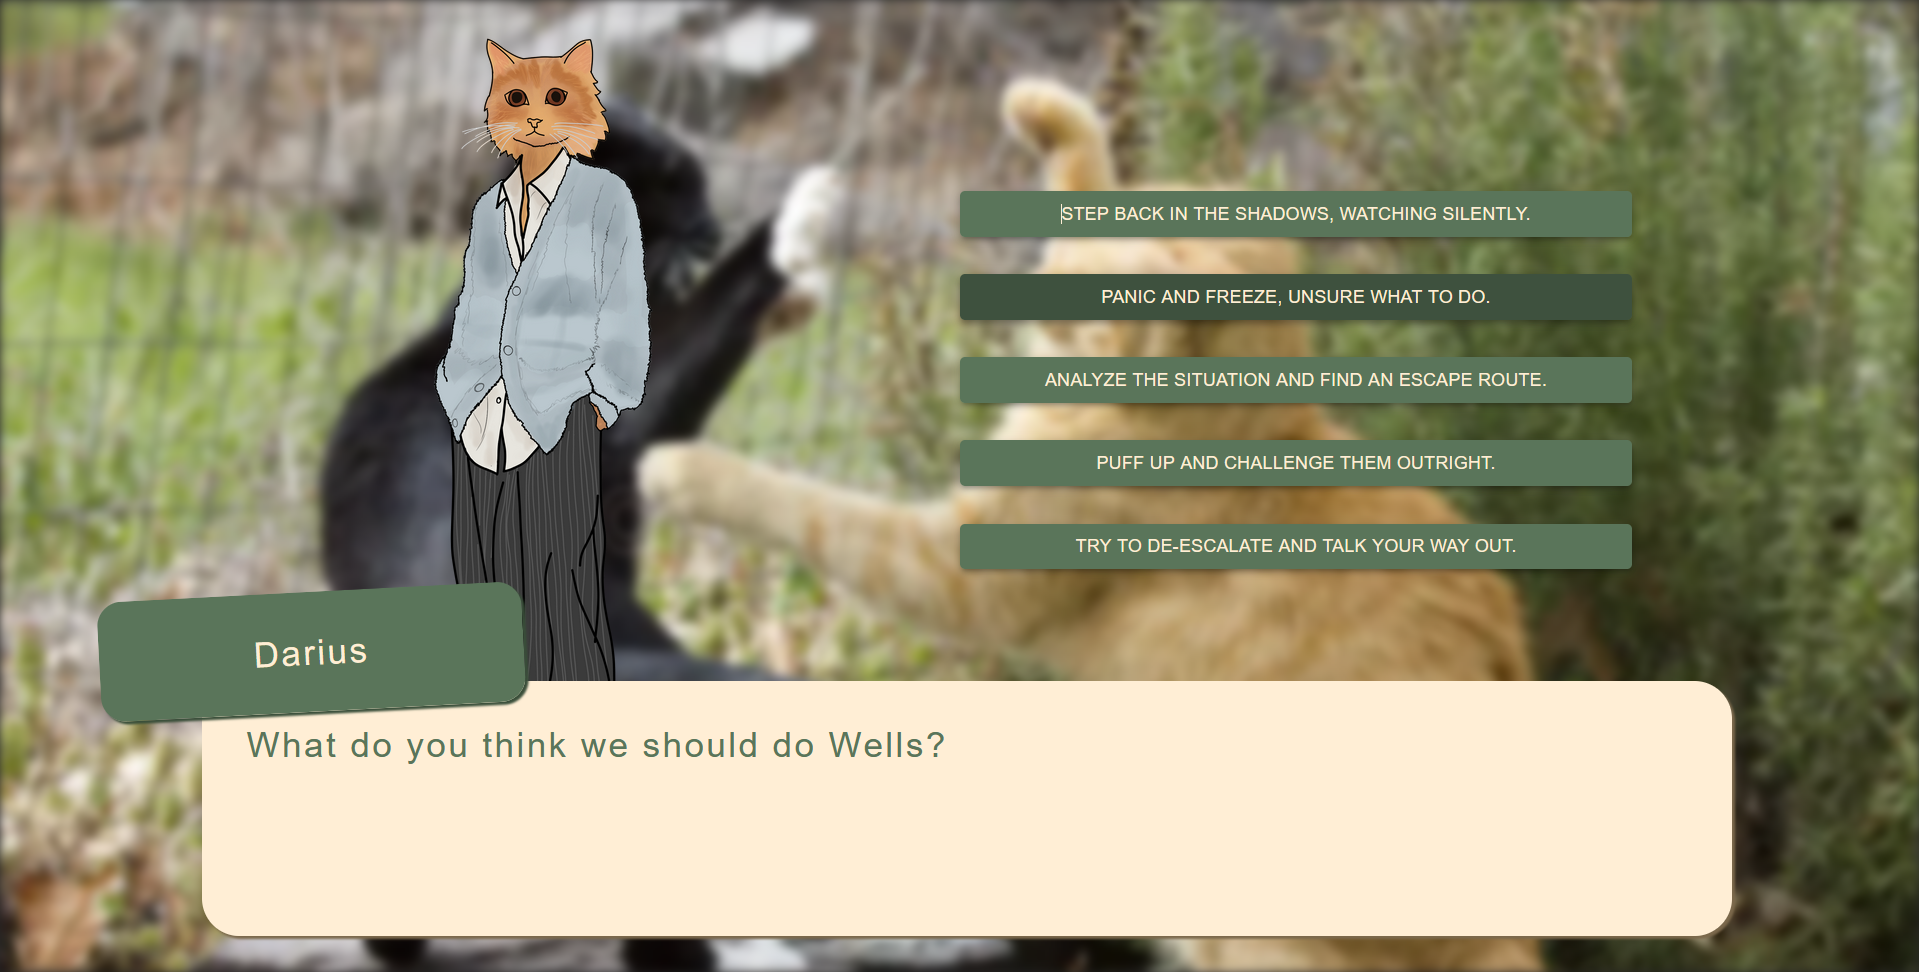 STEP BACK IN THE SHADOWS, WATCHING SILENTLY.
PANIC AND FREEZE, UNSURE WHAT TO DO.
ANALYZE THE SITUATION AND FIND AN ESCAPE ROUTE.
PUFF UP AND CHALLENGE THEM OUTRIGHT.
TRY TO DE-ESCALATE AND TALK YOUR WAY OUT.
Darius
What do you think we should do Wells?